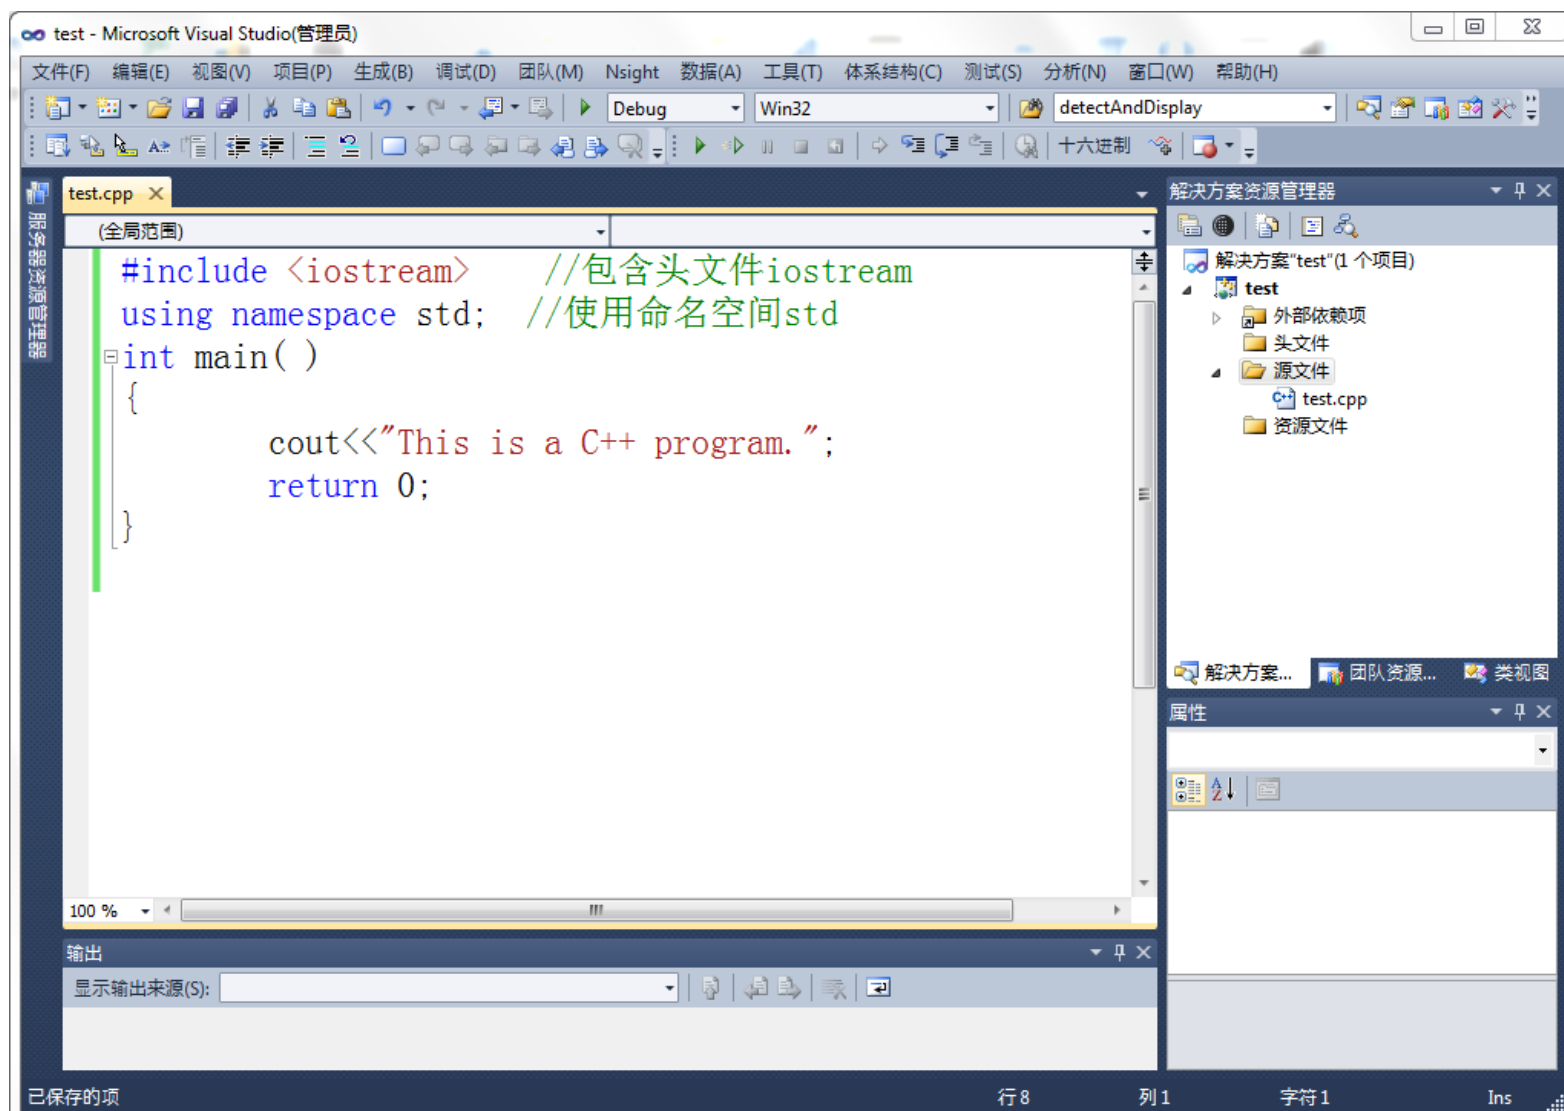 test - Microsoft Visual Studio(管理员)
文件(F) 编辑(E) 视图(V) 项目(P) 生成(B) 调试(D) 团队(M) Nsight 数据(A) 工具(T) 体系结构(C) 测试(S) 分析(N) 窗口(W) 帮助(H)
Debug Win32 detectAndDisplay
十六进制
服务器资源管理器
test.cpp
(全局范围)
#include <iostream> //包含头文件iostream
using namespace std; //使用命名空间std
int main( )
{
cout<<"This is a C++ program.";
return 0;
}
100 %
输出
显示输出来源(S):
解决方案资源管理器
解决方案"test"(1 个项目)
test
外部依赖项
头文件
源文件
test.cpp
资源文件
解决方案... 团队资源... 类视图
属性
已保存的项 行 8 列 1 字符 1 Ins